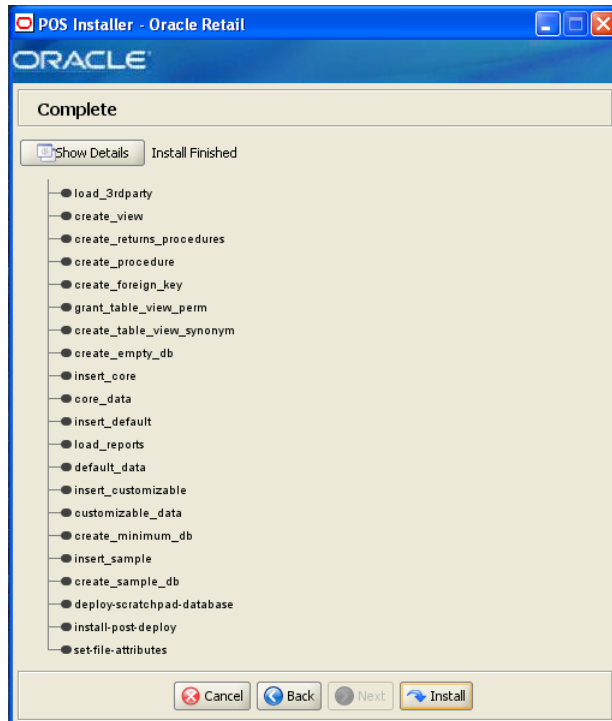 POS Installer - Oracle Retail
ORACLE
Complete
Show Details Install Finished
load_3rdparty
create_view
create_returns_procedures
create_procedure
create_foreign_key
grant_table_view_perm
create_table_view_synonym
create_empty_db
insert_core
core_data
insert_default
load_reports
default_data
insert_customizable
customizable_data
create_minimum_db
insert_sample
create_sample_db
deploy-scratchpad-database
install-post-deploy
set-file-attributes
Cancel Back Next Install